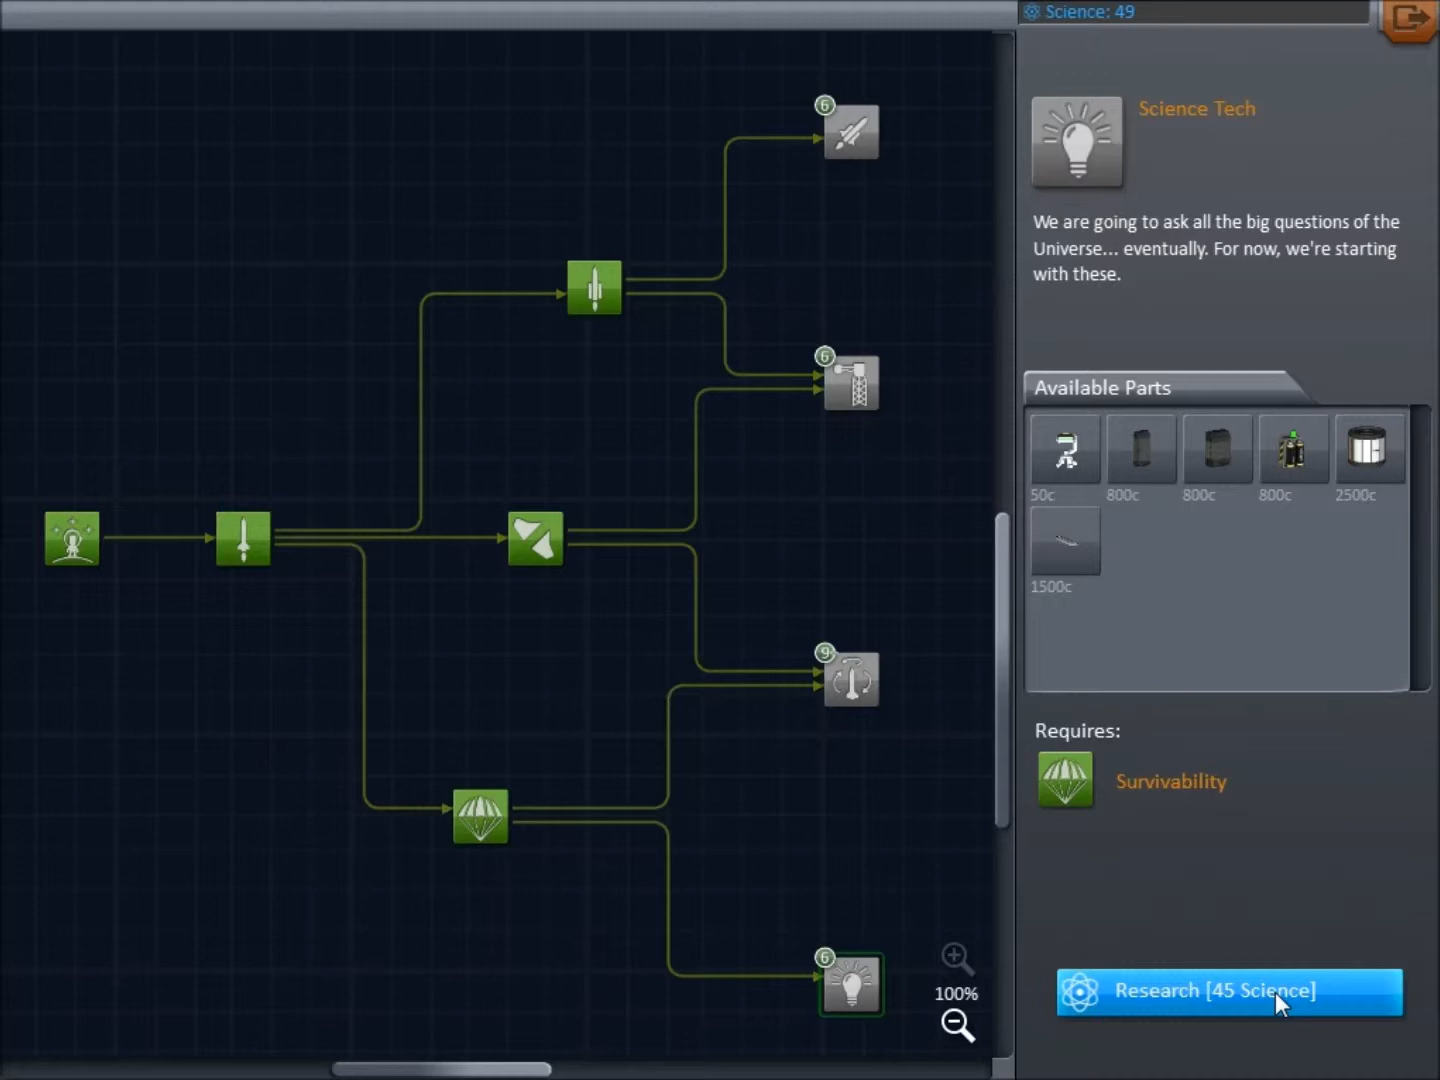 Science: 49
Science Tech
We are going to ask all the big questions of the
Universe... eventually. For now, we're starting
with these.
Available Parts
50c 800c 800c 800c 2500c
1500c
Requires:
Survivability
Research [45 Science]
6
6
9
6
100%